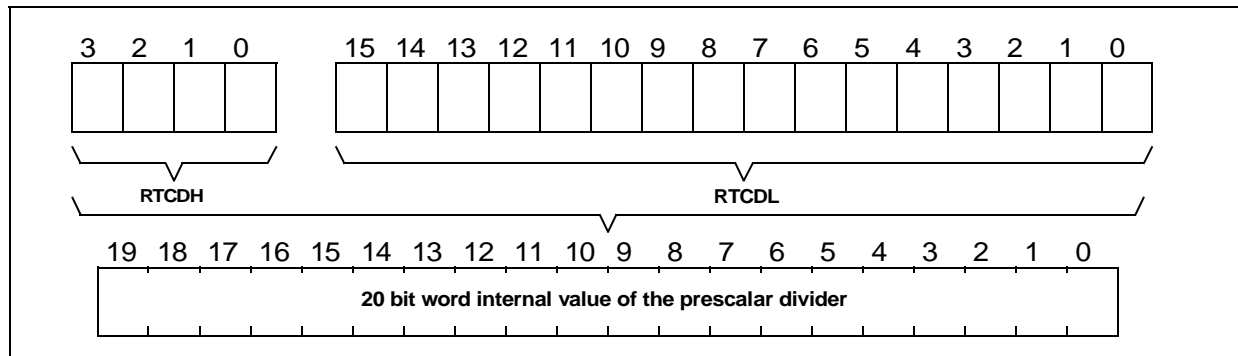 3 2 1 0 15 14 13 12 11 10 9 8 7 6 5 4 3 2 1 0
RTCDH RTCDL
19 18 17 16 15 14 13 12 11 10 9 8 7 6 5 4 3 2 1 0
20 bit word internal value of the prescalar divider